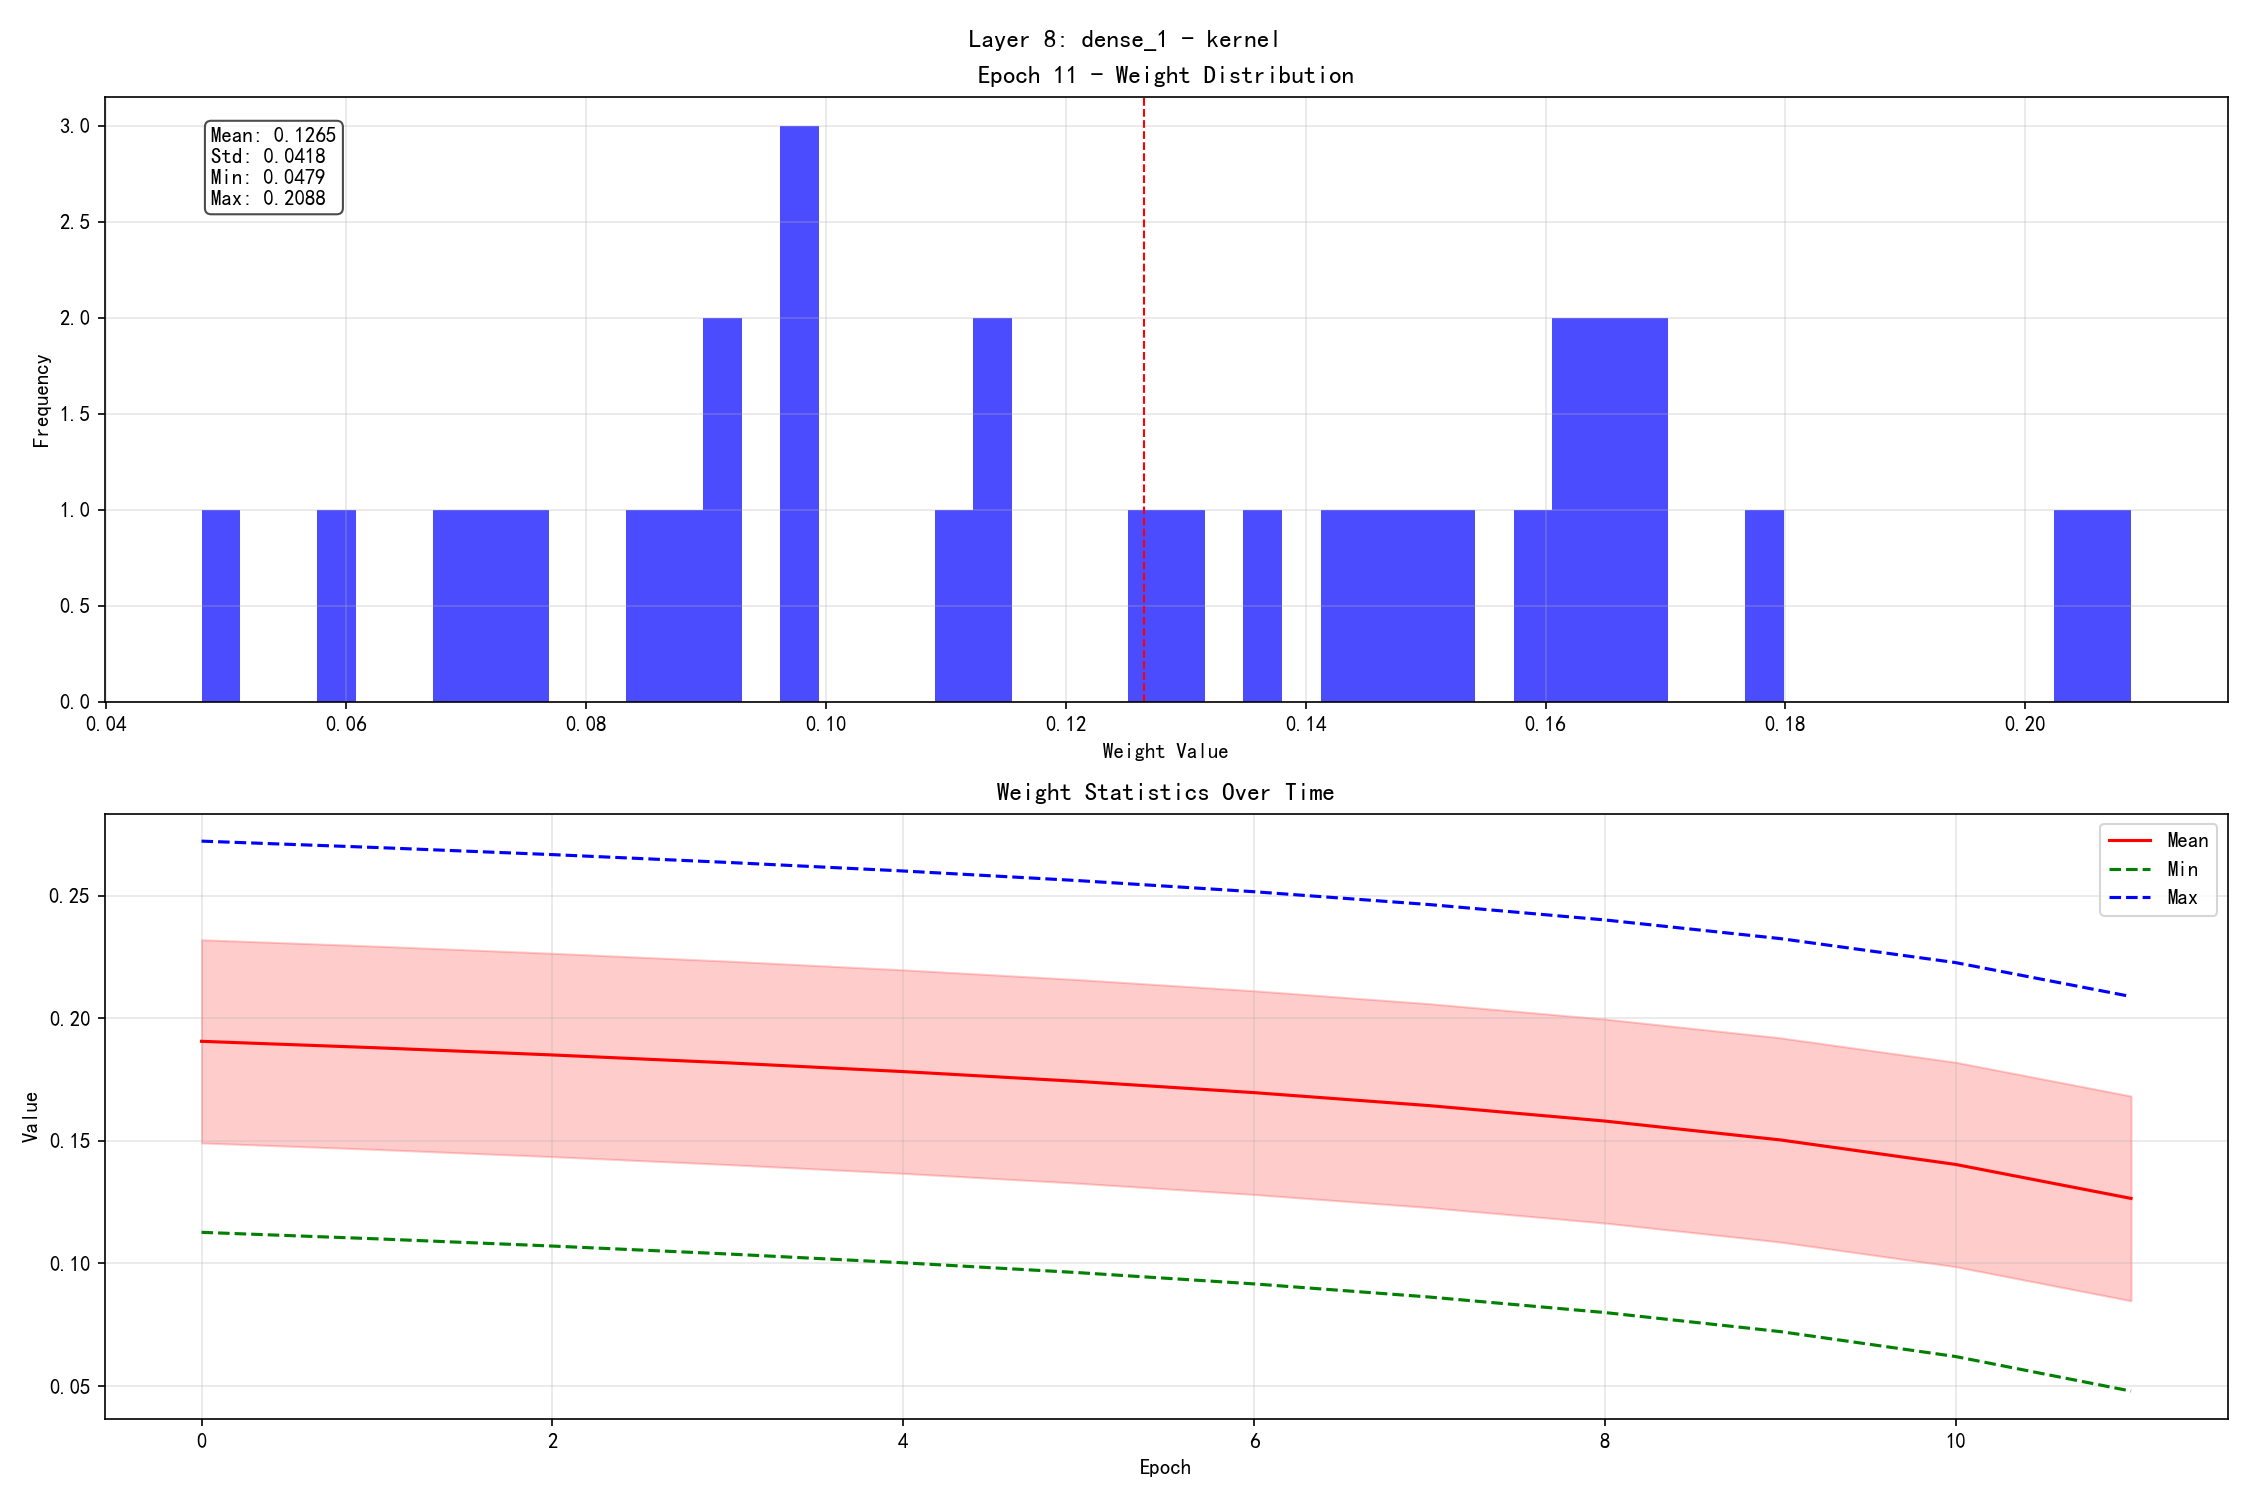 Layer 8: dense_1 - kernel
Epoch 11 - Weight Distribution
Mean: 0.1265
Std: 0.0418
Min: 0.0479
Max: 0.2088
Frequency
3.0
2.5
2.0
1.5
1.0
0.5
0.0
0.04 0.06 0.08 0.10 0.12 0.14 0.16 0.18 0.20
Weight Value
Weight Statistics Over Time
Mean
Min
Max
Value
0.25
0.20
0.15
0.10
0.05
0 2 4 6 8 10
Epoch